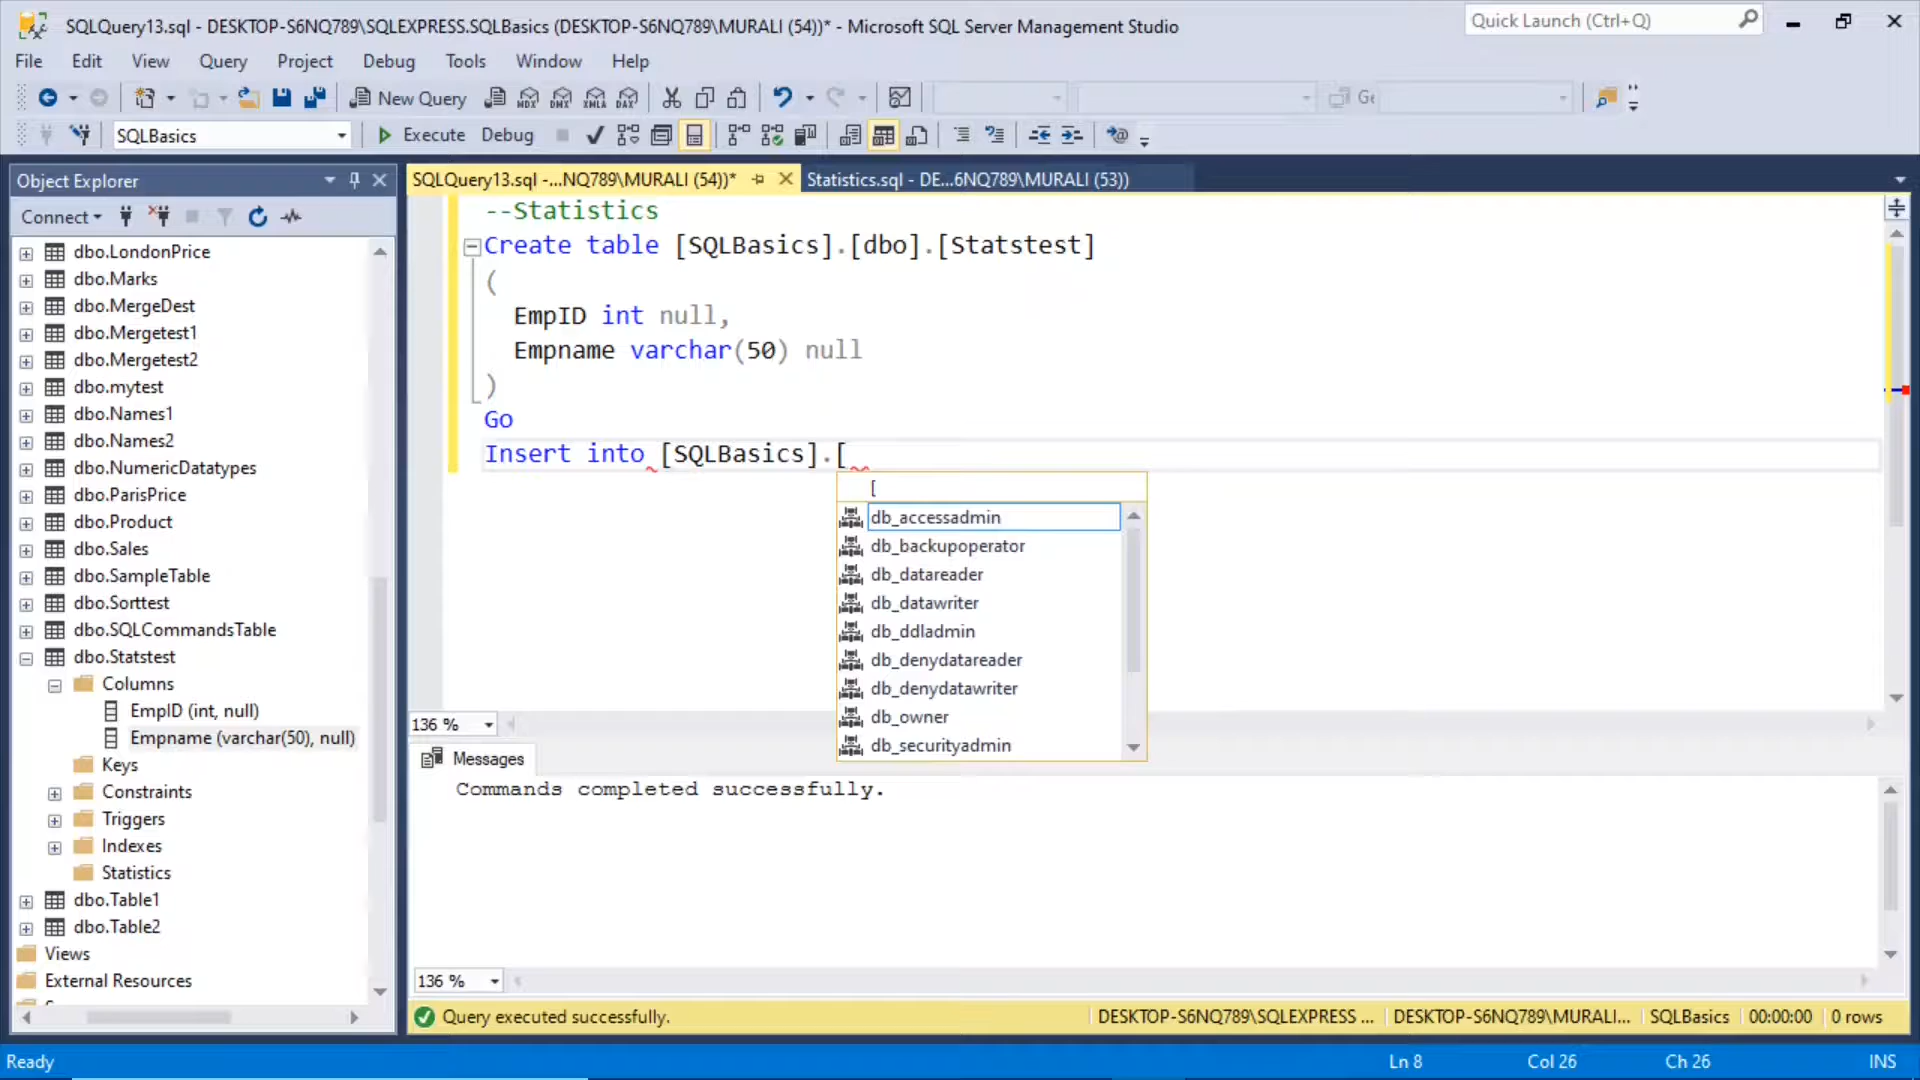 SQLQuery13.sql - DESKTOP-S6NQ789\SQLEXPRESS.SQLBasics (DESKTOP-S6NQ789\MURALI (54))* - Microsoft SQL Server Management Studio
Quick Launch (Ctrl+Q)
File Edit View Query Project Debug Tools Window Help
New Query
MDX DMX XMLA DAX
Ge
SQLBasics
Execute Debug
Object Explorer
Connect
dbo.LondonPrice
dbo.Marks
dbo.MergeDest
dbo.Mergetest1
dbo.Mergetest2
dbo.mytest
dbo.Names1
dbo.Names2
dbo.NumericDatatypes
dbo.ParisPrice
dbo.Product
dbo.Sales
dbo.SampleTable
dbo.Sorttest
dbo.SQLCommandsTable
dbo.Statstest
Columns
EmpID (int, null)
Empname (varchar(50), null)
Keys
Constraints
Triggers
Indexes
Statistics
dbo.Table1
dbo.Table2
Views
External Resources
SQLQuery13.sql -...NQ789\MURALI (54))*
Statistics.sql - DE...6NQ789\MURALI (53))
--Statistics
Create table [SQLBasics].[dbo].[Statstest]
(
EmpID int null,
Empname varchar(50) null
)
Go
Insert into [SQLBasics].[
[
db_accessadmin
db_backupoperator
db_datareader
db_datawriter
db_ddladmin
db_denydatareader
db_denydatawriter
db_owner
db_securityadmin
136 %
Messages
Commands completed successfully.
136 %
Query executed successfully.
DESKTOP-S6NQ789\SQLEXPRESS ... DESKTOP-S6NQ789\MURALI... SQLBasics 00:00:00 0 rows
Ready
Ln 8 Col 26 Ch 26 INS